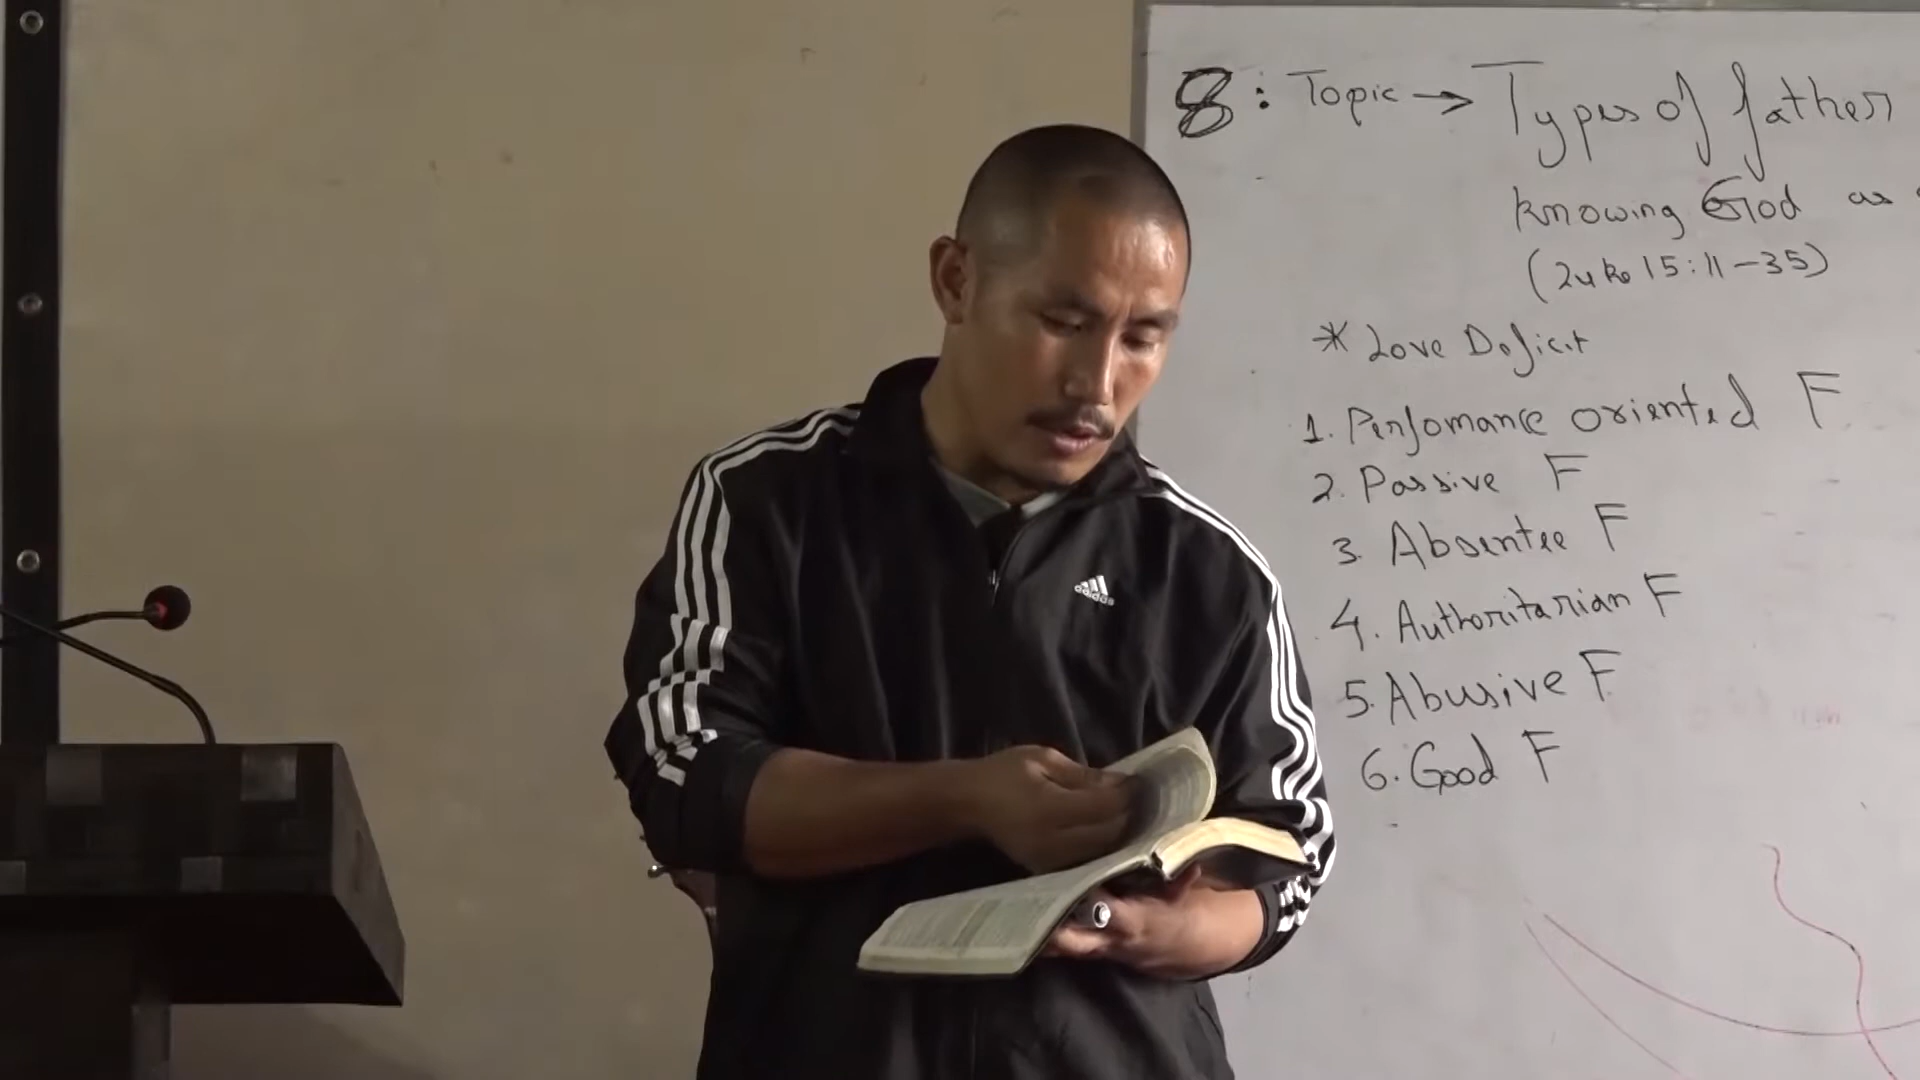 8: Topic → Types of father
knowing God as
(Luke 15:11-35)
* Love Deficit
1. Perfomance oriented F
2. Passive F
3. Absentee F
4. Authoritarian F
5. Abusive F
6. Good F
adidas